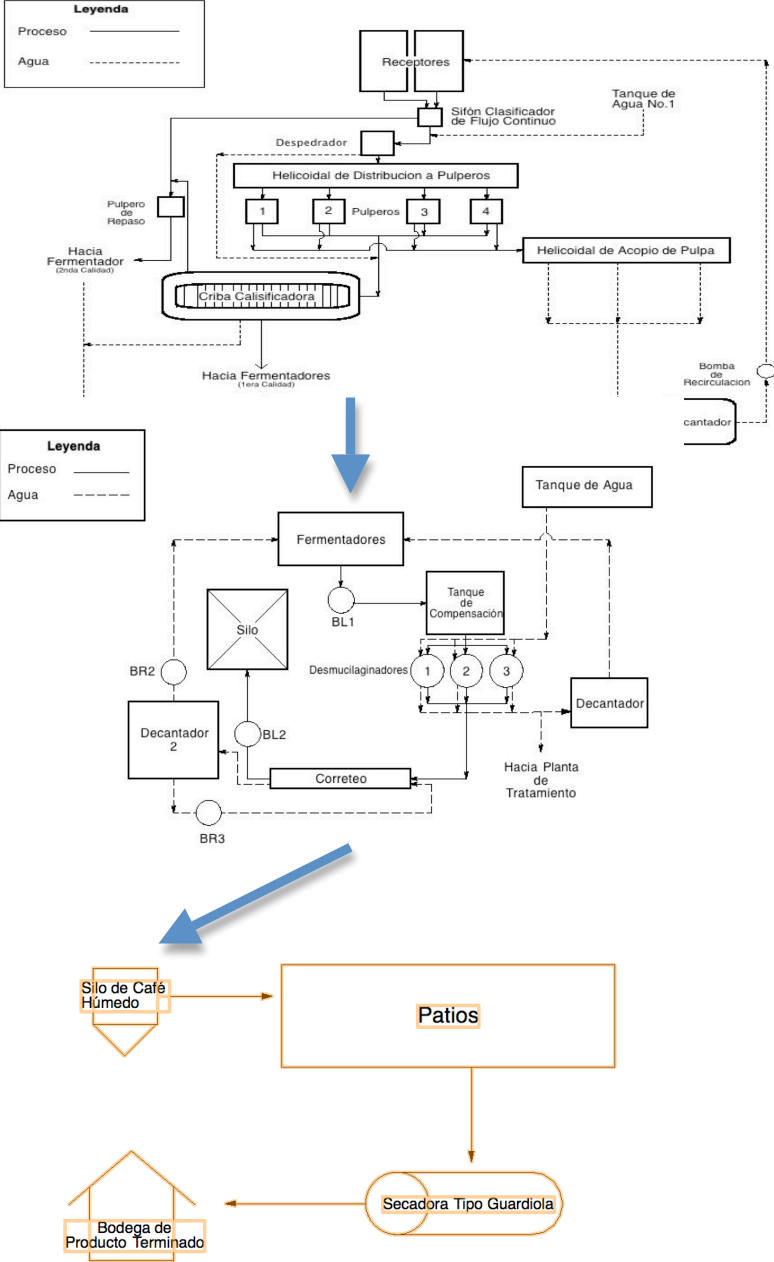 Leyenda
Proceso
Agua
Receptores
Tanque de
Agua No.1
Sifón Clasificador
de Flujo Continuo
Despedrador
Helicoidal de Distribucion a Pulperos
Pulpero
de
Repaso
1
2
Pulperos
3
4
Hacia
Fermentador
(2nda Calidad)
Helicoidal de Acopio de Pulpa
Criba Calisificadora
Hacia Fermentadores
(1era Calidad)
Bomba
de
Recirculacion
cantador
Leyenda
Proceso
Agua
Tanque de Agua
Fermentadores
Tanque
de
Compensación
BL1
Silo
Desmucilaginadores
1
2
3
BR2
Decantador
2
BL2
Decantador
Correteo
Hacia Planta
de
Tratamiento
BR3
Silo de Café
Húmedo
Patios
Secadora Tipo Guardiola
Bodega de
Producto Terminado